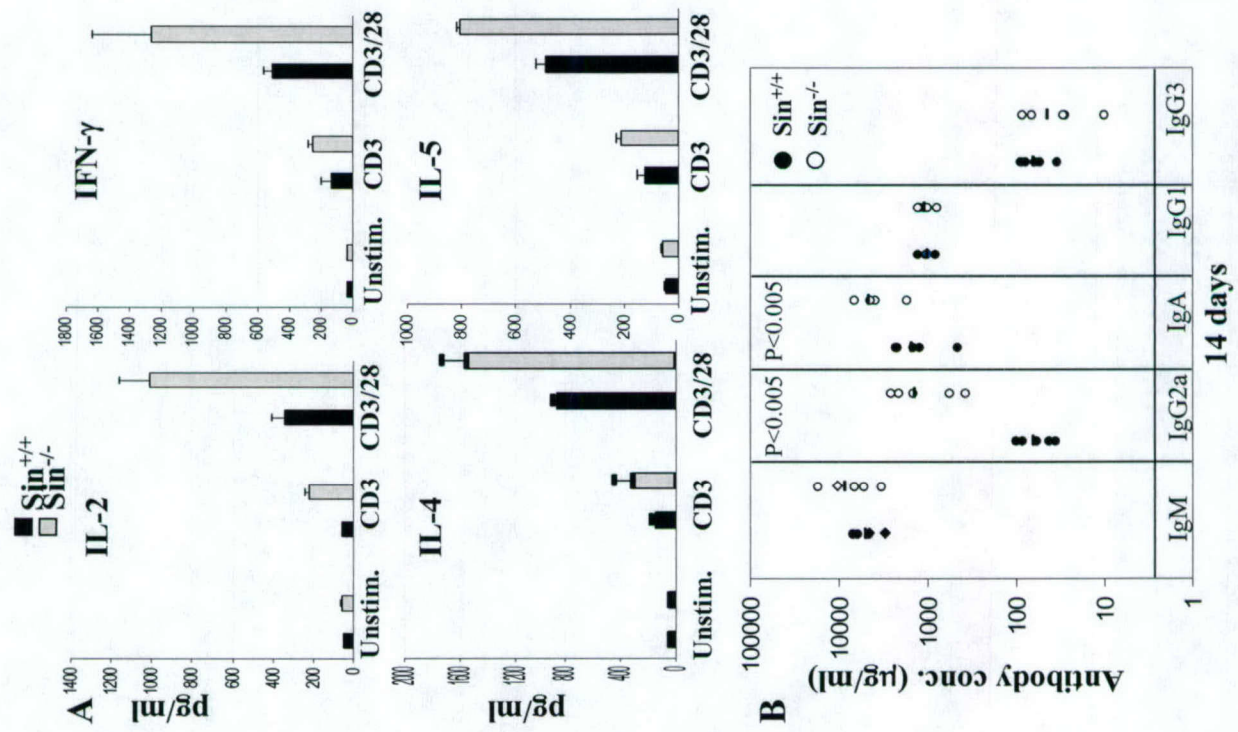 A
Sin+/+
Sin-/-
IL-2
pg/ml
1400
1200
1000
800
600
400
200
0
Unstim. CD3 CD3/28
IFN-γ
1800
1600
1400
1200
1000
800
600
400
200
0
Unstim. CD3 CD3/28
IL-4
pg/ml
1600
400
0
Unstim. CD3 CD3/28
IL-5
1000
800
600
400
200
0
Unstim. CD3 CD3/28
B
Antibody conc. (µg/ml)
100000
10000
1000
100
10
1
P<0.005 P<0.005
Sin+/+
Sin-/-
IgM IgG2a IgA IgG1 IgG3
14 days